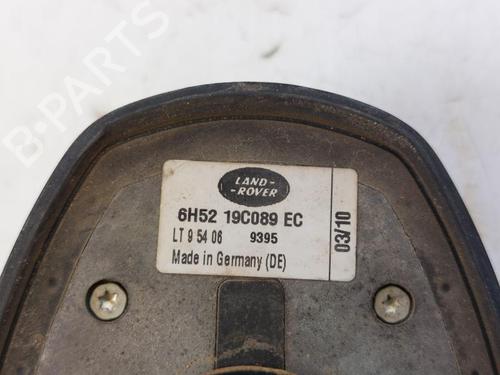 B-PARTS
LAND-
-ROVER
6H52 19C089 EC
LT 9 54 06 9395
Made in Germany (DE)
03/10